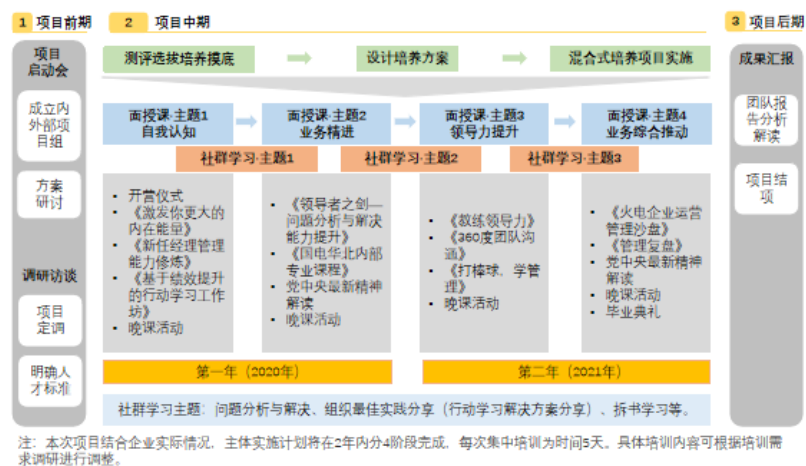 1 项目前期
项目
启动会
成立内
外部项
目组
方案
研讨
调研访谈
项目
定调
明确人
才标准
2 项目中期
测评选拔培养摸底
设计培养方案
混合式培养项目实施
面授课·主题1
自我认知
面授课·主题2
业务精进
面授课·主题3
领导力提升
面授课·主题4
业务综合推动
社群学习·主题1
社群学习·主题2
社群学习·主题3
• 开营仪式
• 《激发你更大的
内在能量》
• 《新任经理管理
能力修炼》
• 《基于绩效提升
的行动学习工作
坊》
• 晚课活动
• 《领导者之剑—
问题分析与解决
能力提升》
• 《国电华北内部
专业课程》
• 党中央最新精神
解读
• 晚课活动
• 《教练领导力》
• 《360度团队沟
通》
• 《打棒球，学管
理》
• 晚课活动
• 《火电企业运营
管理沙盘》
• 《管理复盘》
• 党中央最新精神
解读
• 晚课活动
• 毕业典礼
第一年（2020年）
第二年（2021年）
社群学习主题：问题分析与解决、组织最佳实践分享（行动学习解决方案分享）、拆书学习等。
3 项目后期
成果汇报
团队报
告分析
解读
项目结
项
注：本次项目结合企业实际情况，主体实施计划将在2年内分4阶段完成，每次集中培训为时间5天。具体培训内容可根据培训需
求调研进行调整。